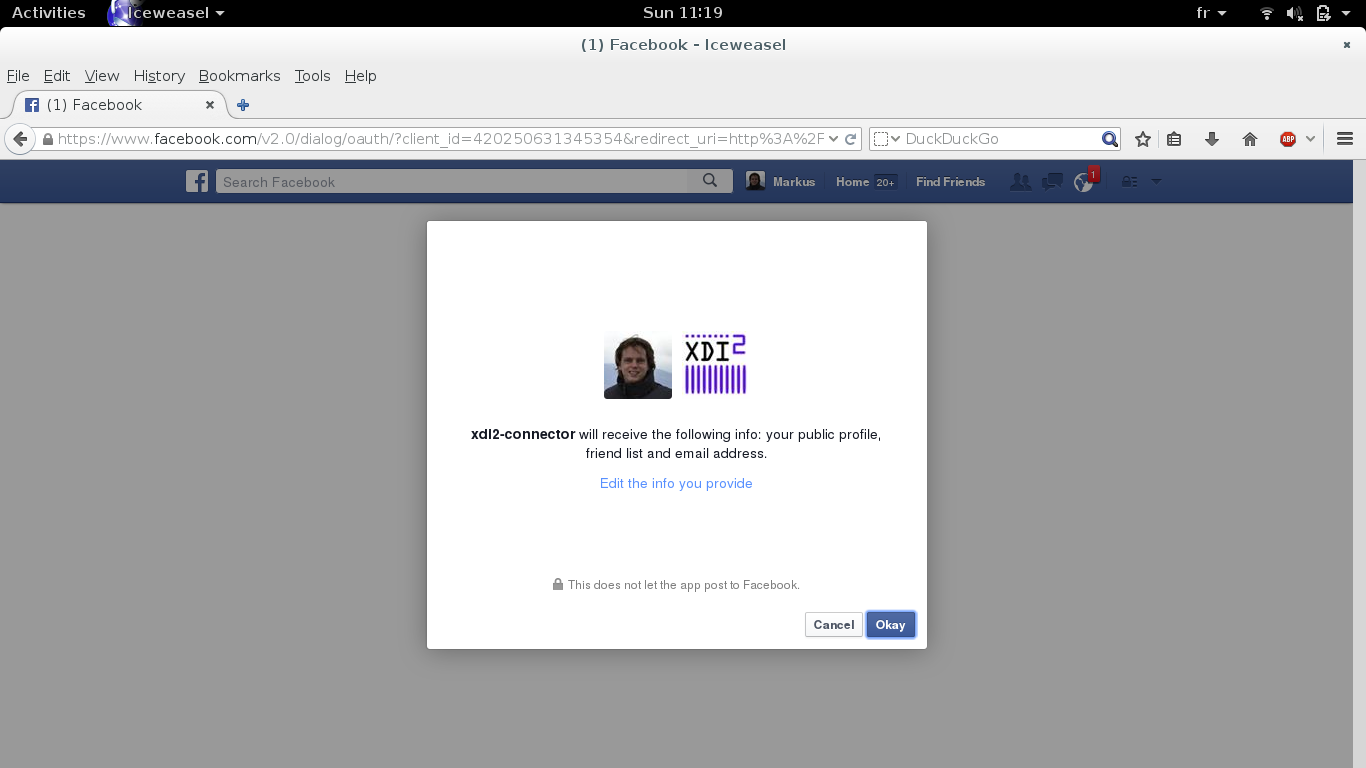 Activities Iceweasel Sun 11:19 fr
(1) Facebook - Iceweasel
File Edit View History Bookmarks Tools Help
(1) Facebook
https://www.facebook.com/v2.0/dialog/oauth/?client_id=420250631345354&redirect_uri=http%3A%2F DuckDuckGo ABP
Search Facebook Markus Home 20+ Find Friends 1
XDI2
xdi2-connector will receive the following info: your public profile,
friend list and email address.
Edit the info you provide
This does not let the app post to Facebook.
Cancel Okay